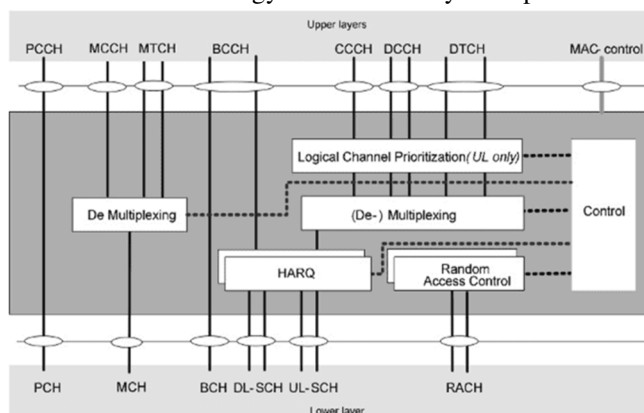 Upper layers
PCCH MCCH MTCH BCCH CCCH DCCH DTCH MAC- control
Logical Channel Prioritization(UL only)
De Multiplexing
(De-) Multiplexing
Control
HARQ
Random
Access Control
PCH MCH BCH DL-SCH UL-SCH RACH
Lower layer